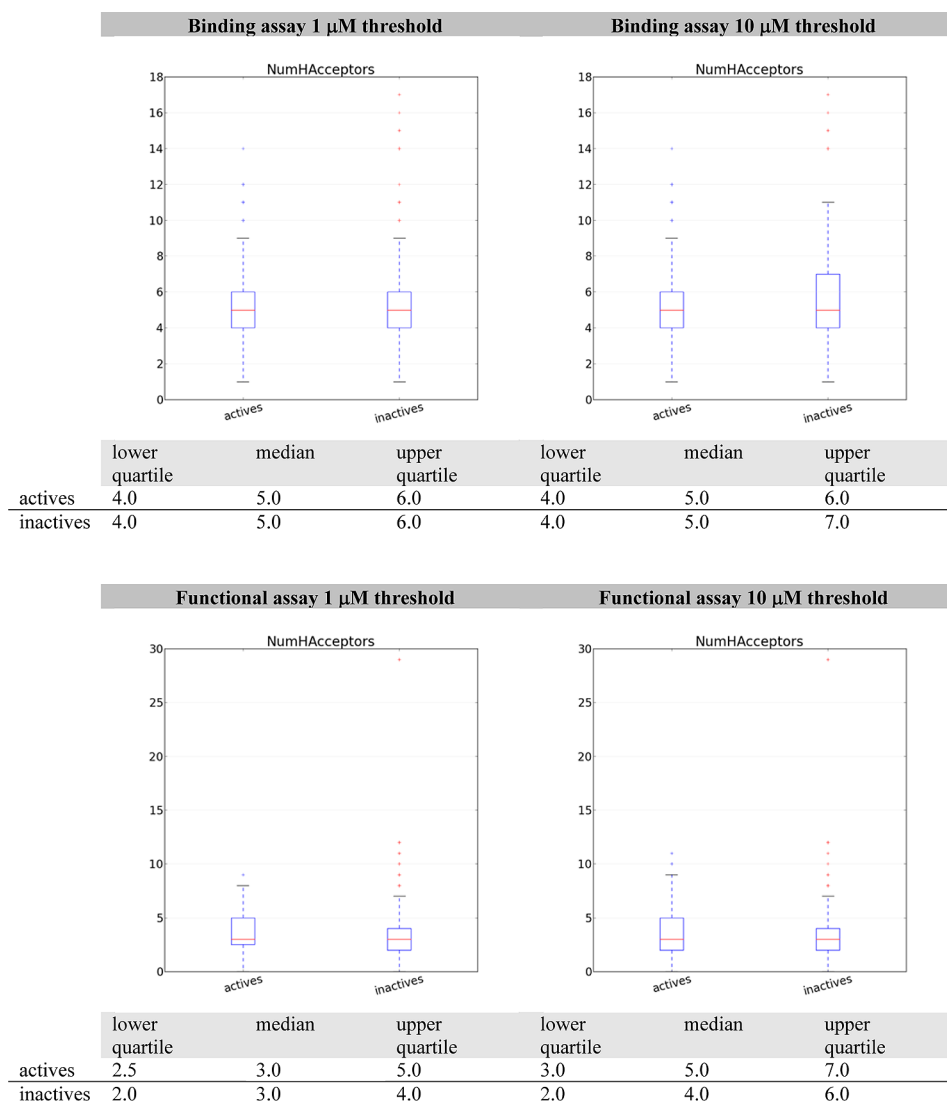 Binding assay 1 μM threshold Binding assay 10 μM threshold
NumHAcceptors NumHAcceptors
18 18
16 16
14 14
12 12
10 10
8 8
6 6
4 4
2 2
0 0
actives inactives actives inactives
lower quartile median upper quartile lower quartile median upper quartile
actives 4.0 5.0 6.0 4.0 5.0 6.0
inactives 4.0 5.0 6.0 4.0 5.0 7.0
Functional assay 1 μM threshold Functional assay 10 μM threshold
NumHAcceptors NumHAcceptors
30 30
25 25
20 20
15 15
10 10
5 5
0 0
actives inactives actives inactives
lower quartile median upper quartile lower quartile median upper quartile
actives 2.5 3.0 5.0 3.0 5.0 7.0
inactives 2.0 3.0 4.0 2.0 4.0 6.0